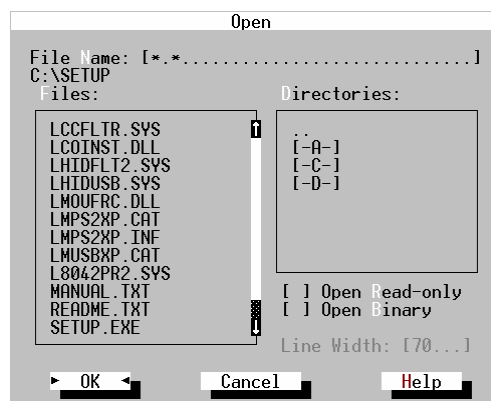 Open
File Name: [*.*............................]
C:\SETUP
Files:
LCCFLTR.SYS
LCOINST.DLL
LHIDFLT2.SYS
LHIDUSB.SYS
LMOUFRC.DLL
LMPS2XP.CAT
LMPS2XP.INF
LMUSBXP.CAT
L8042PR2.SYS
MANUAL.TXT
README.TXT
SETUP.EXE
Directories:
..
[-A-]
[-C-]
[-D-]
[ ] Open Read-only
[ ] Open Binary
Line Width: [70...]
OK
Cancel
Help